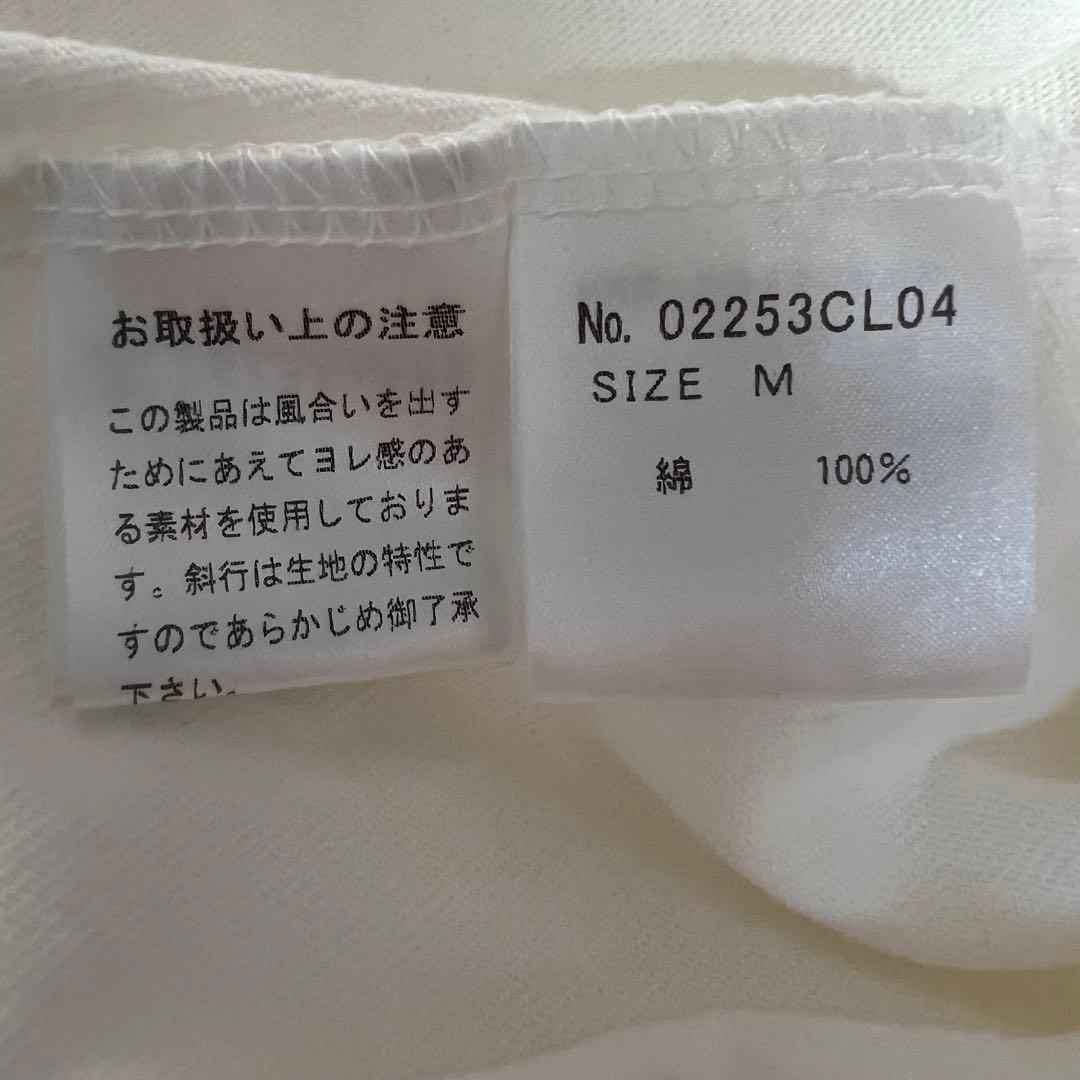 お取扱い上の注意
この製品は風合いを出す
ためにあえてヨレ感のあ
る素材を使用しておりま
す。斜行は生地の特性で
すのであらかじめ御了承
下さい。
No. 02253CL04
SIZE M
綿 100%